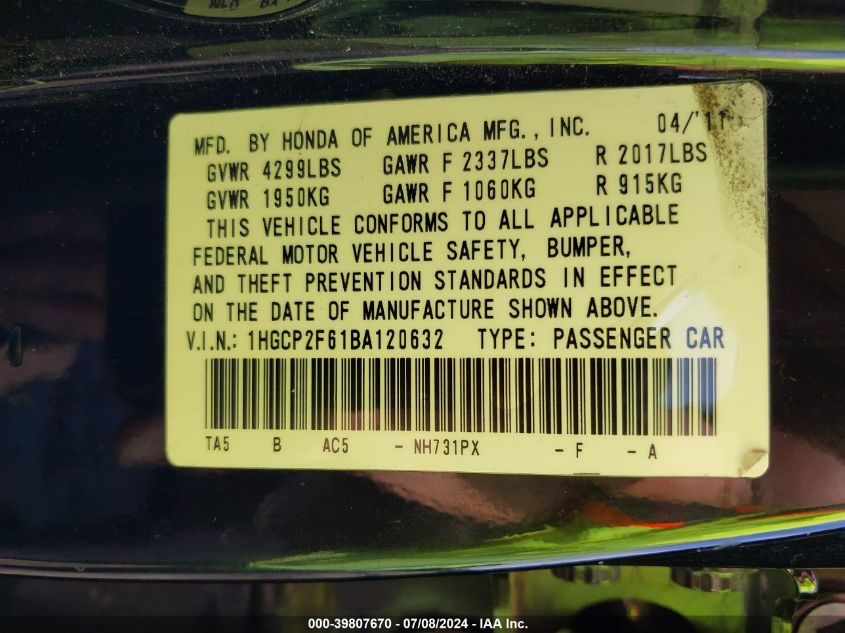 MFD. BY HONDA OF AMERICA MFG., INC. 04/'11
GVWR 4299LBS GAWR F 2337LBS R 2017LBS
GVWR 1950KG GAWR F 1060KG R 915KG
THIS VEHICLE CONFORMS TO ALL APPLICABLE
FEDERAL MOTOR VEHICLE SAFETY, BUMPER,
AND THEFT PREVENTION STANDARDS IN EFFECT
ON THE DATE OF MANUFACTURE SHOWN ABOVE.
V.I.N.: 1HGCP2F61BA120632 TYPE: PASSENGER CAR
TA5 B AC5 - NH731PX - F - A
000-39807670 - 07/08/2024 - IAA Inc.